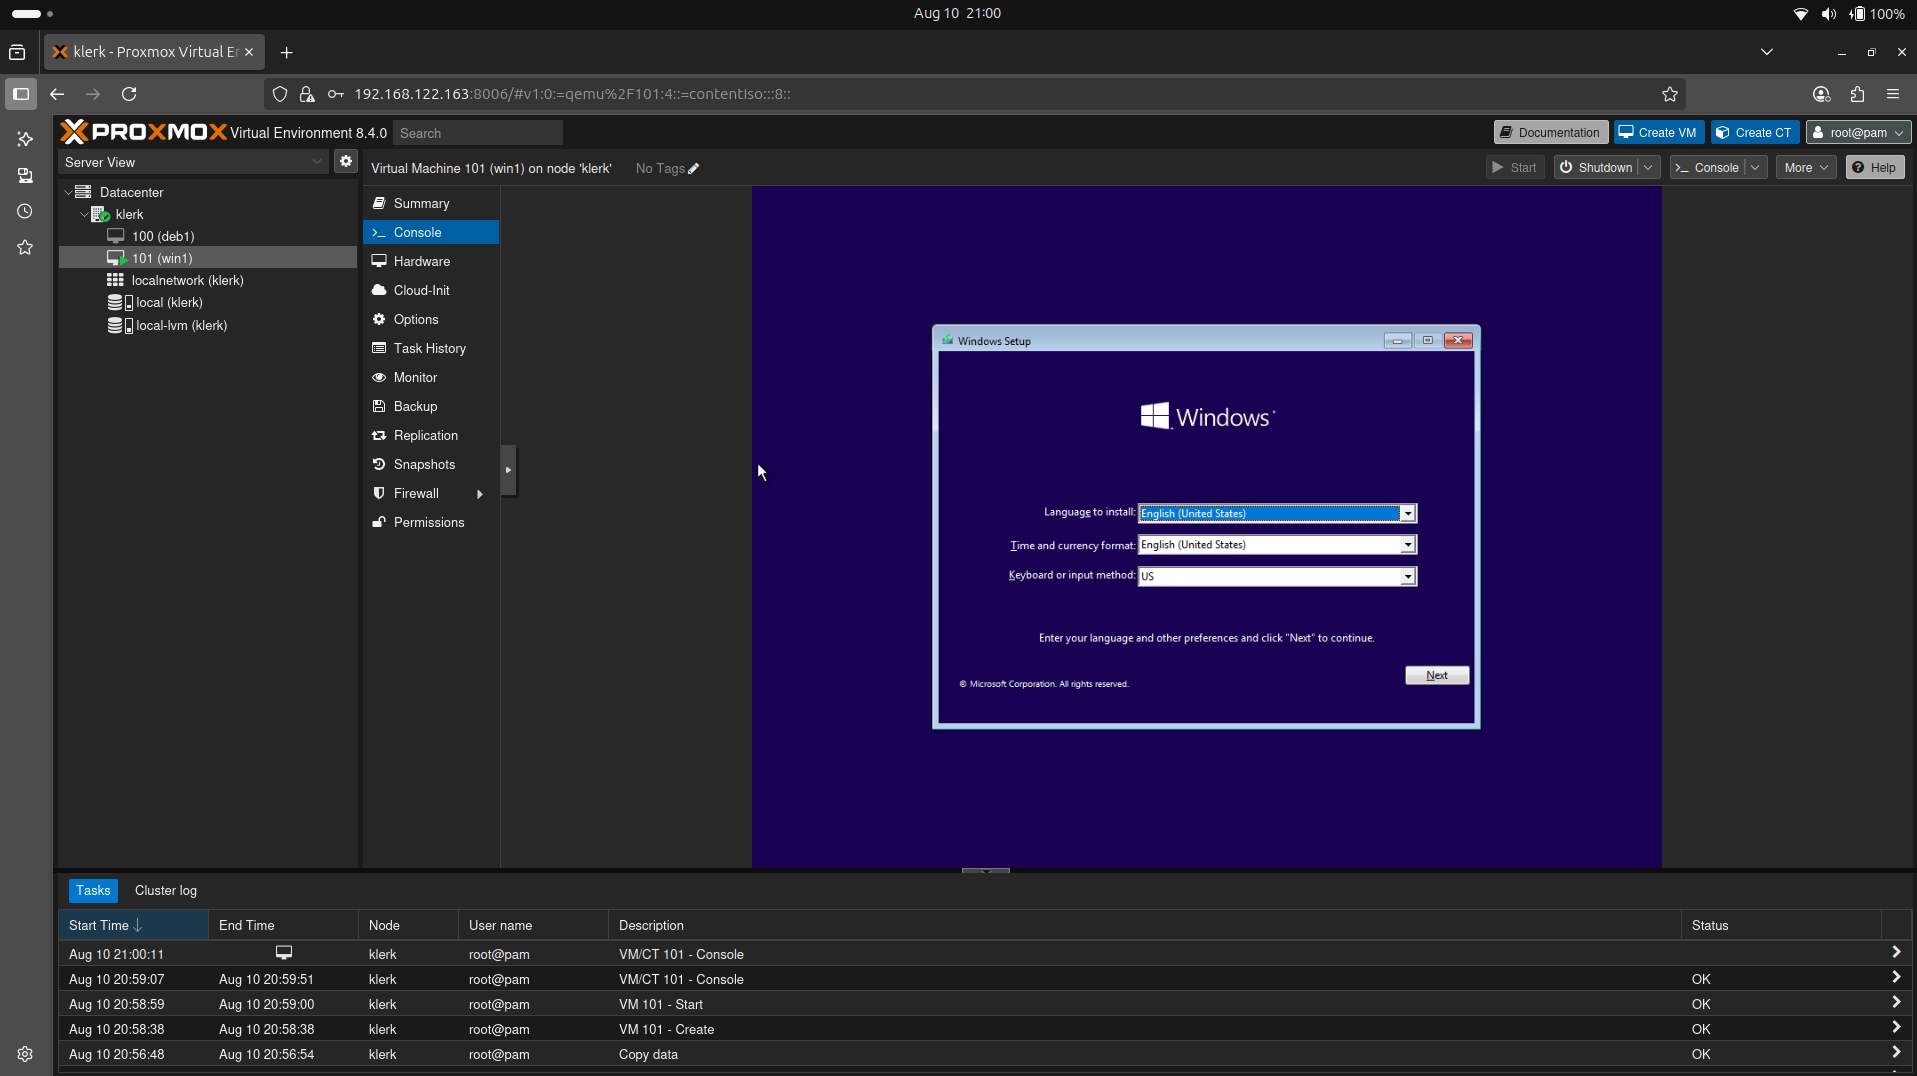 Aug 10 21:00
100%
klerk - Proxmox Virtual Er
192.168.122.163:8006/#v1:0:=qemu%2F101:4::=contentIso:::8::
PROXMOX Virtual Environment 8.4.0
Search
Documentation
Create VM
Create CT
root@pam
Server View
Virtual Machine 101 (win1) on node 'klerk'
No Tags
Start
Shutdown
Console
More
Help
Datacenter
klerk
100 (deb1)
101 (win1)
localnetwork (klerk)
local (klerk)
local-lvm (klerk)
Summary
Console
Hardware
Cloud-Init
Options
Task History
Monitor
Backup
Replication
Snapshots
Firewall
Permissions
Windows Setup
Windows
Language to install: English (United States)
Time and currency format: English (United States)
Keyboard or input method: US
Enter your language and other preferences and click "Next" to continue.
Next
© Microsoft Corporation. All rights reserved.
Tasks
Cluster log
Start Time End Time Node User name Description Status
Aug 10 21:00:11 klerk root@pam VM/CT 101 - Console
Aug 10 20:59:07 Aug 10 20:59:51 klerk root@pam VM/CT 101 - Console OK
Aug 10 20:58:59 Aug 10 20:59:00 klerk root@pam VM 101 - Start OK
Aug 10 20:58:38 Aug 10 20:58:38 klerk root@pam VM 101 - Create OK
Aug 10 20:56:48 Aug 10 20:56:54 klerk root@pam Copy data OK